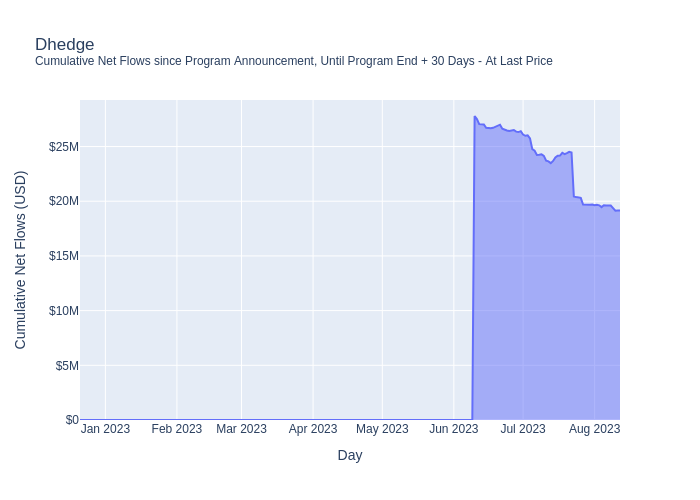 Dhedge
Cumulative Net Flows since Program Announcement, Until Program End + 30 Days - At Last Price
Cumulative Net Flows (USD)
$25M
$20M
$15M
$10M
$5M
$0
Jan 2023 Feb 2023 Mar 2023 Apr 2023 May 2023 Jun 2023 Jul 2023 Aug 2023
Day